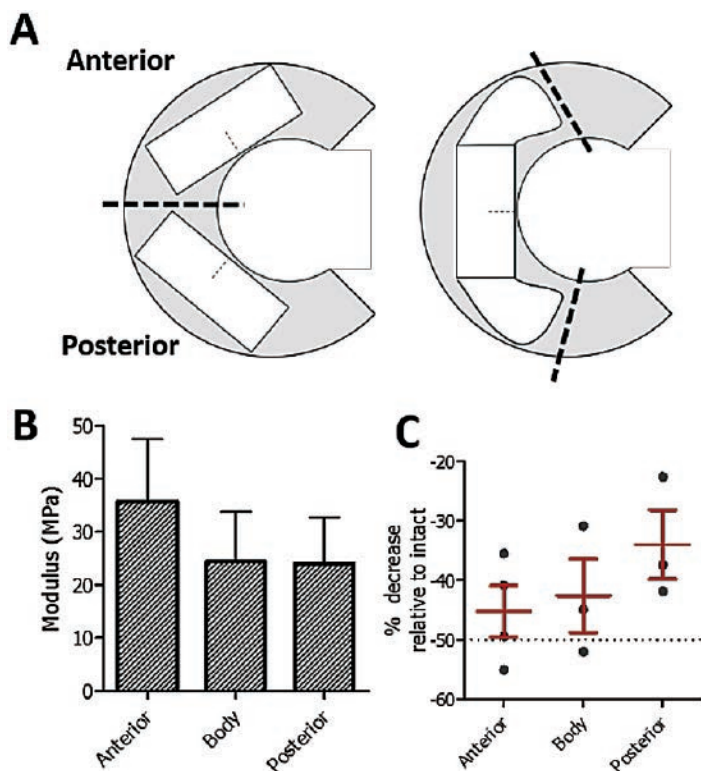 A
Anterior
Posterior
B
Modulus (MPa)
50
40
30
20
10
0
Anterior
Body
Posterior
C
% decrease
relative to intact
-20
-30
-40
-50
-60
Anterior
Body
Posterior